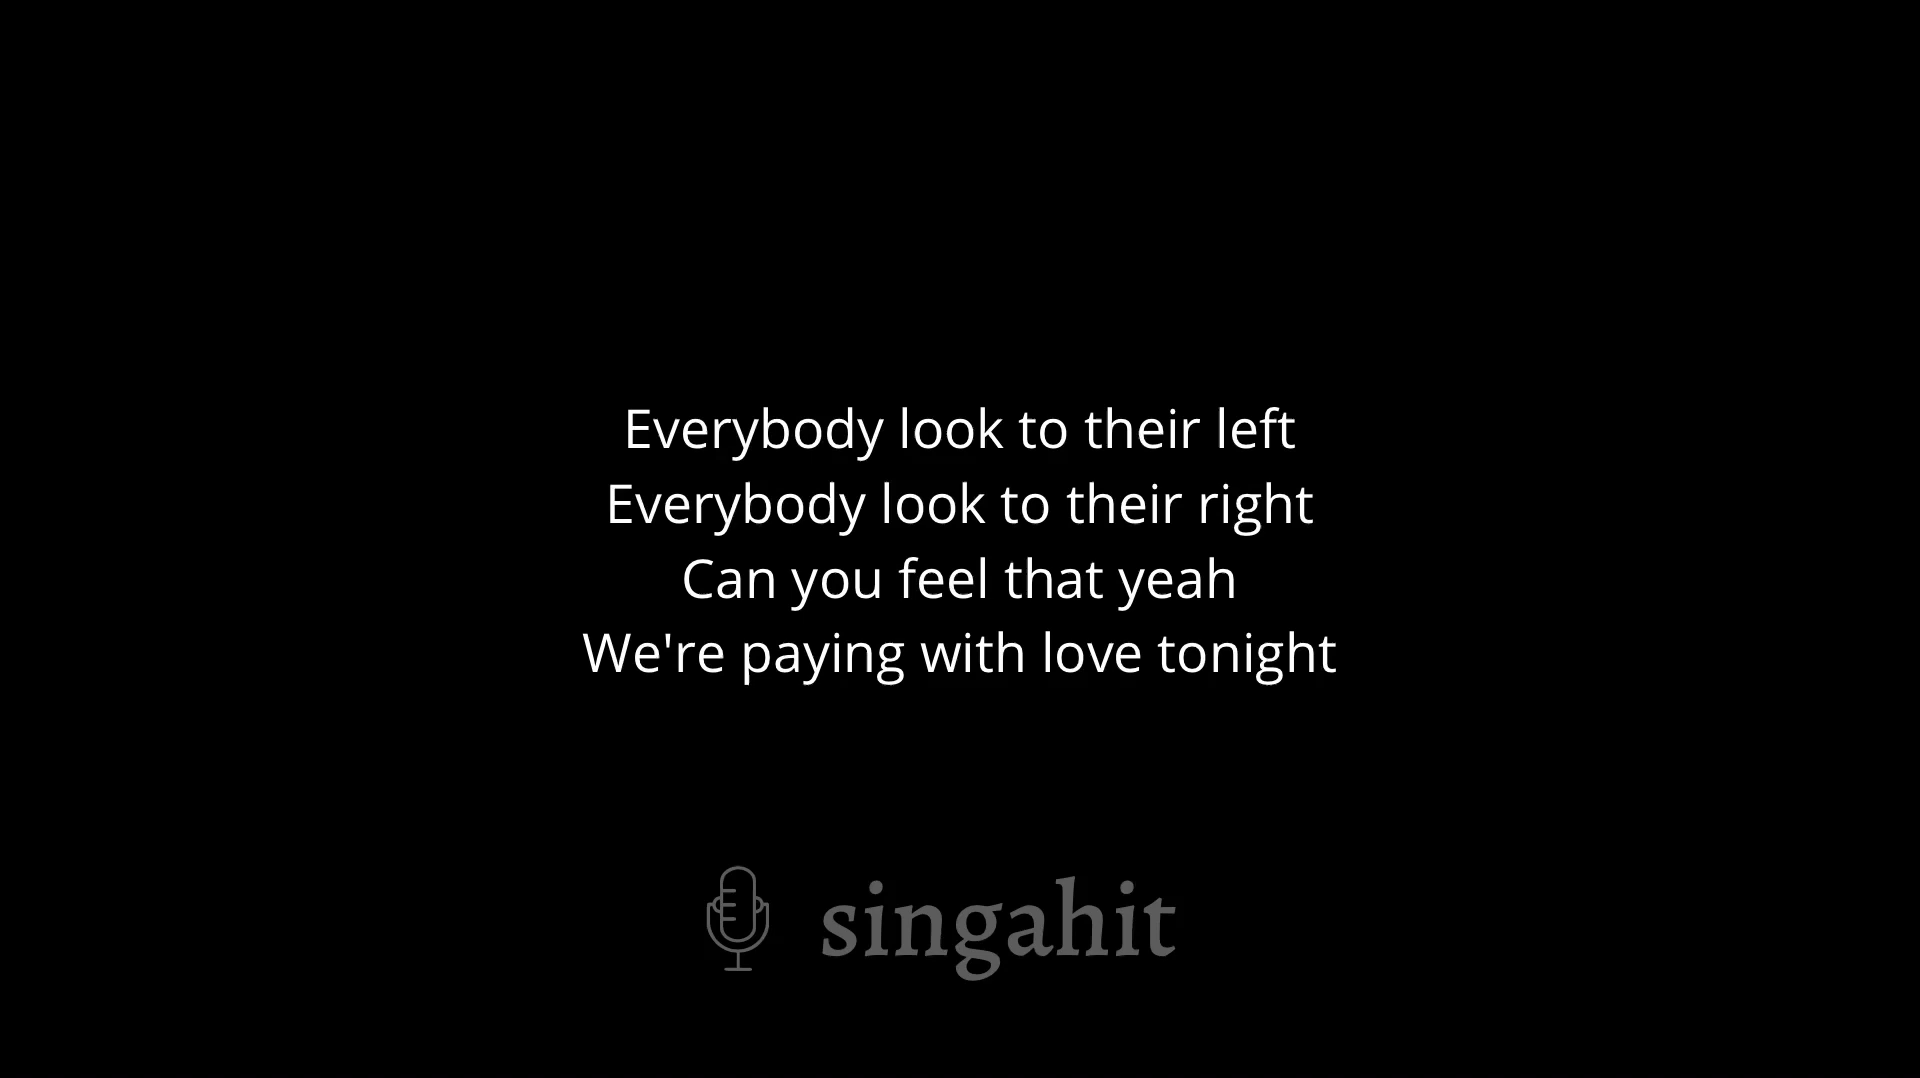 Everybody look to their left
Everybody look to their right
Can you feel that yeah
We're paying with love tonight
singahit